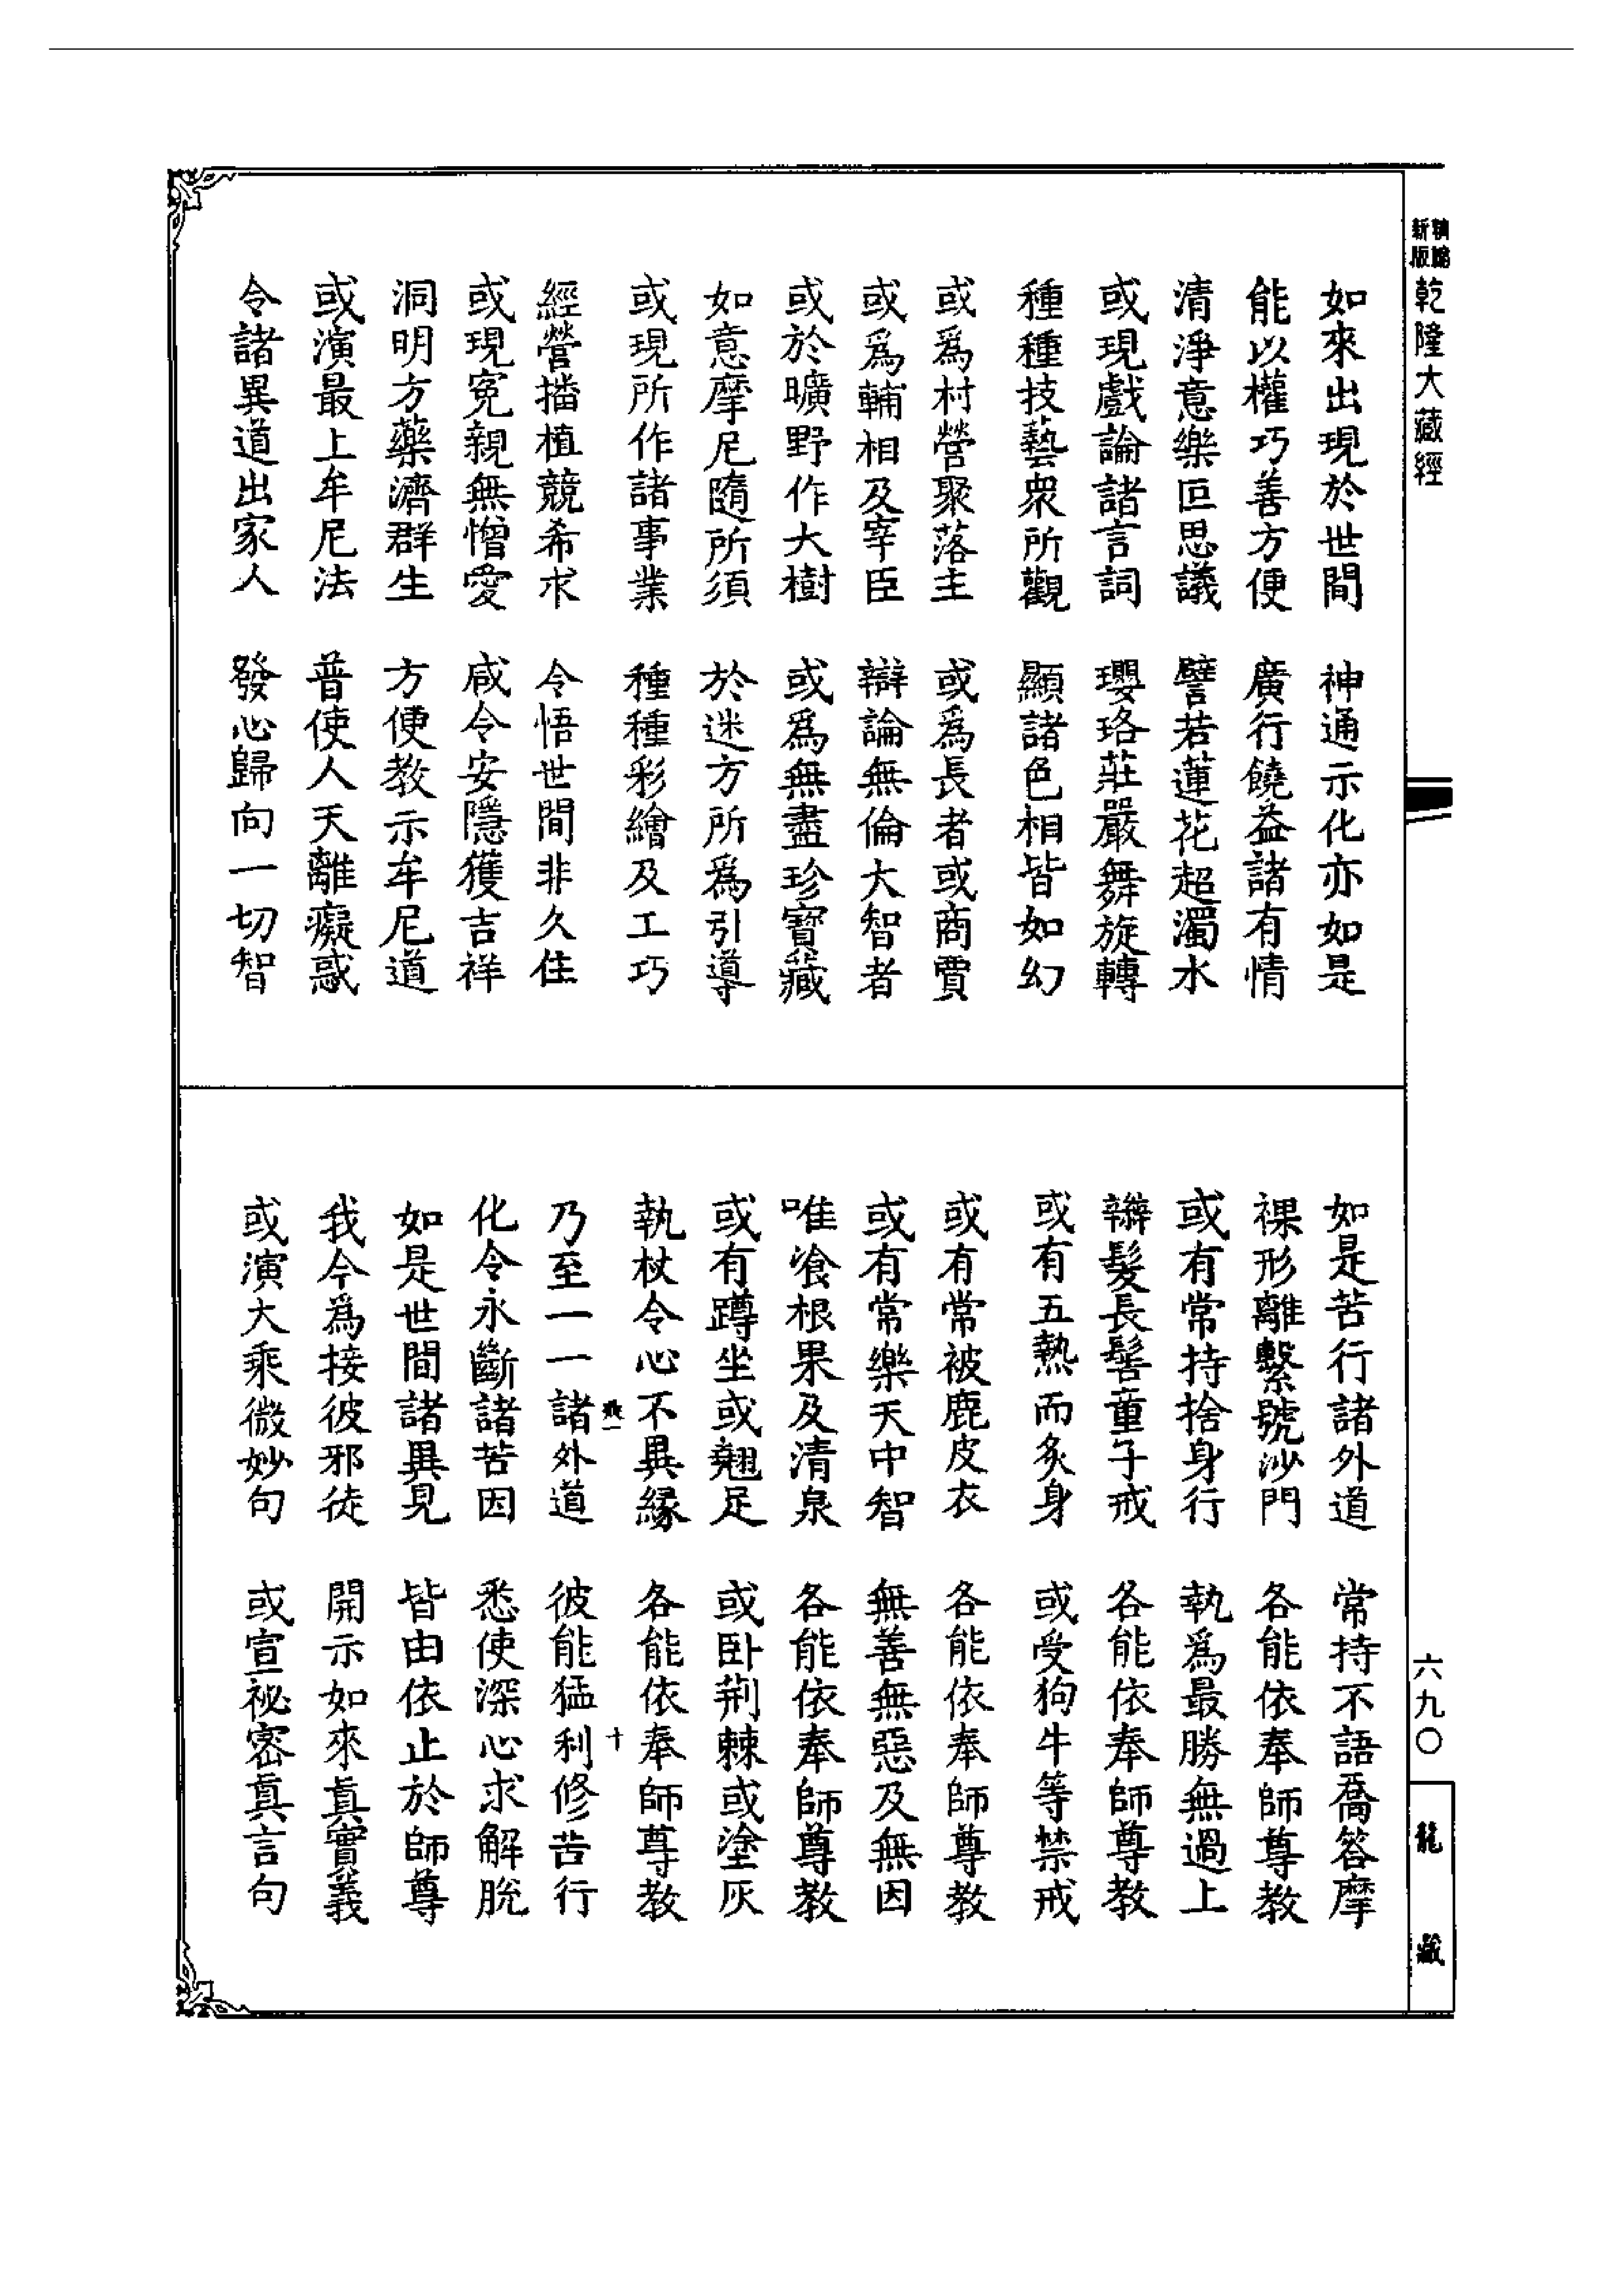 新版
乾隆大藏經
如來出現於世間　神通示化亦如是
能以權巧善方便　廣行饒益諸有情
清淨意樂叵思議　譬若蓮花超濁水
或現戲論諸言詞　瓔珞莊嚴舞旋轉
種種技藝衆所觀　顯諸色相皆如幻
或爲村營聚落主　或爲長者或商賈
或爲輔相及宰臣　辯論無倫大智者
或於曠野作大樹　或爲無盡珍寶藏
如意摩尼隨所須　於迷方所爲引導
或現所作諸事業　種種彩繪及工巧
經營播植競希求　令悟世間非久住
或現寃親無憎愛　咸令安隱獲吉祥
洞明方藥濟群生　方便教示牟尼道
或演最上牟尼法　普使人天離癡惑
令諸異道出家人　發心歸向一切智
如是苦行諸外道　常持不語喬答摩
裸形離繫號沙門　各能依奉師尊教
或有常持捨身行　執爲最勝無過上
辮髮長髻童子戒　各能依奉師尊教
或有五熱而炙身　或受狗牛等禁戒
或有常被鹿皮衣　各能依奉師尊教
或有常樂天中智　無善無惡及無因
唯飡根果及清泉　各能依奉師尊教
或有蹲坐或翹足　或臥荆棘或塗灰
執杖令心不異緣　各能依奉師尊教
十
乃至一一諸外道　彼能猛利修苦行
化令永斷諸苦因　悉使深心求解脫
如是世間諸異見　皆由依止於師尊
我今爲接彼邪徒　開示如來眞實義
或演大乘微妙句　或宣祕密眞言句
六九〇
龍藏